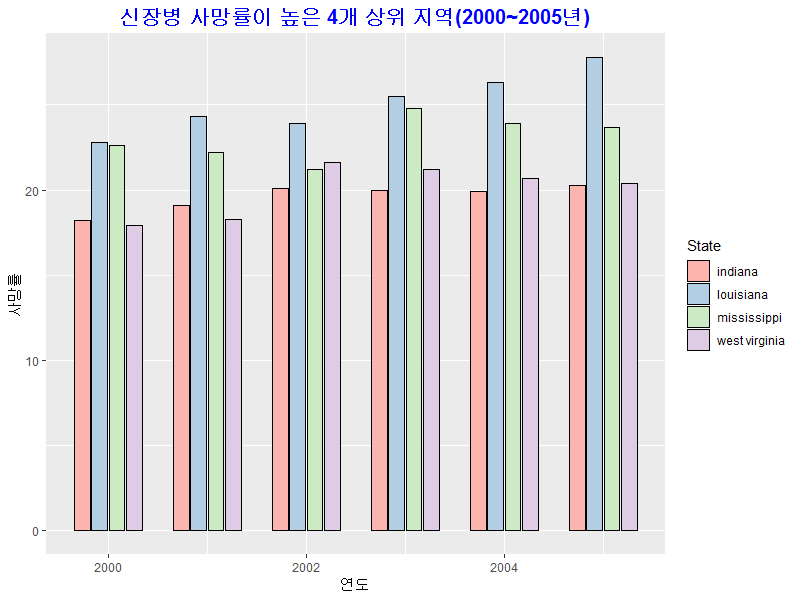 신장병 사망률이 높은 4개 상위 지역(2000~2005년)
사망률
20
10
0
2000
2002
2004
연도
State
indiana
louisiana
mississippi
west virginia